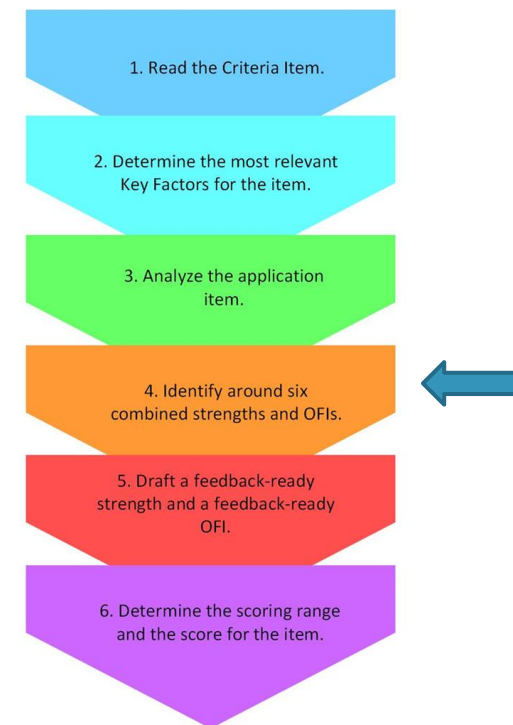 1. Read the Criteria Item.
2. Determine the most relevant
Key Factors for the item.
3. Analyze the application
item.
4. Identify around six
combined strengths and OFIs.
5. Draft a feedback-ready
strength and a feedback-ready
OFI.
6. Determine the scoring range
and the score for the item.